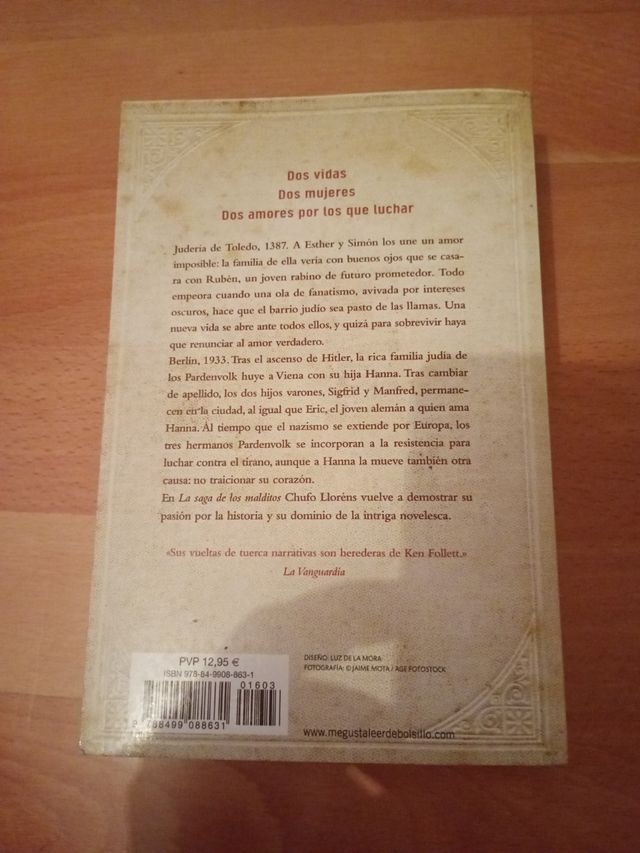 Dos vidas
Dos mujeres
Dos amores por los que luchar
Judería de Toledo, 1387. A Esther y Simón los une un amor
imposible: la familia de ella vería con buenos ojos que se casa-
ra con Rubén, un joven rabino de futuro prometedor. Todo
empeora cuando una ola de fanatismo, avivada por intereses
oscuros, hace que el barrio judío sea pasto de las llamas. Una
nueva vida se abre ante todos ellos, y quizá para sobrevivir haya
que renunciar al amor verdadero.
Berlín, 1933. Tras el ascenso de Hitler, la rica familia judía de
los Pardenvolk huye a Viena con su hija Hanna. Tras cambiar
de apellido, los dos hijos varones, Sigfrid y Manfred, permane-
cen en la ciudad, al igual que Eric, el joven alemán a quien ama
Hanna. Al tiempo que el nazismo se extiende por Europa, los
tres hermanos Pardenvolk se incorporan a la resistencia para
luchar contra el tirano, aunque a Hanna la mueve también otra
causa: no traicionar su corazón.
En La saga de los malditos Chufo Lloréns vuelve a demostrar su
pasión por la historia y su dominio de la intriga novelesca.
«Sus vueltas de tuerca narrativas son herederas de Ken Follett.»
La Vanguardia
PVP 12,95 €
ISBN 978-84-9908-863-1
01603
9 788499 088631
DISEÑO: LUZ DE LA MORA
FOTOGRAFÍA: © JAIME MOTA / AGE FOTOSTOCK
www.megustaleerdebolsillo.com